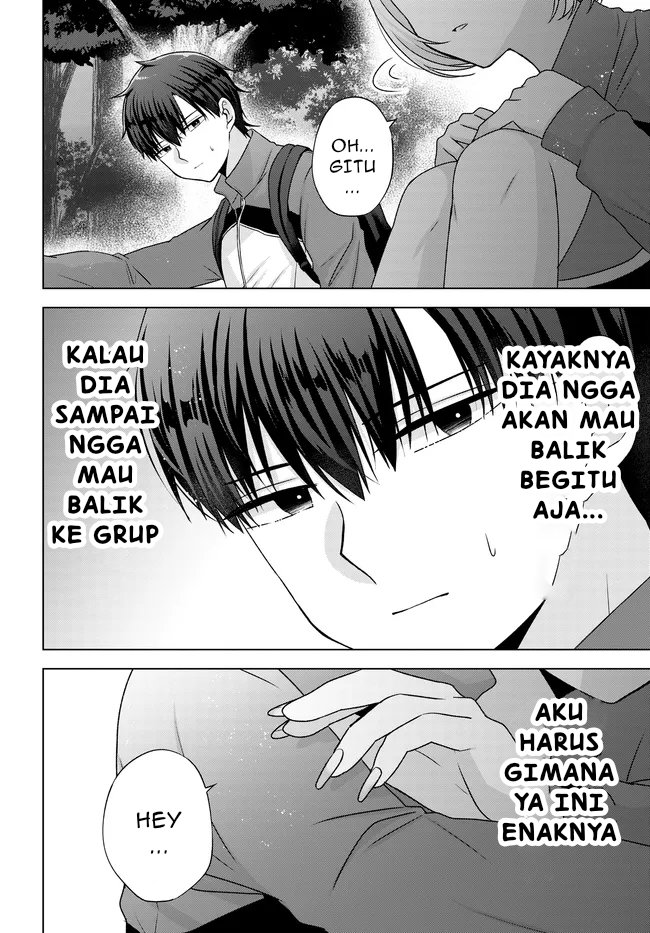 OH...
GITU
...
KAYAKNYA
DIA NGGA
AKAN MAU
BALIK
BEGITU
AJA...
KALAU
DIA
SAMPAI
NGGA
MAU
BALIK
KE GRUP
AKU
HARUS
GIMANA
YA INI
ENAKNYA
HEY
...